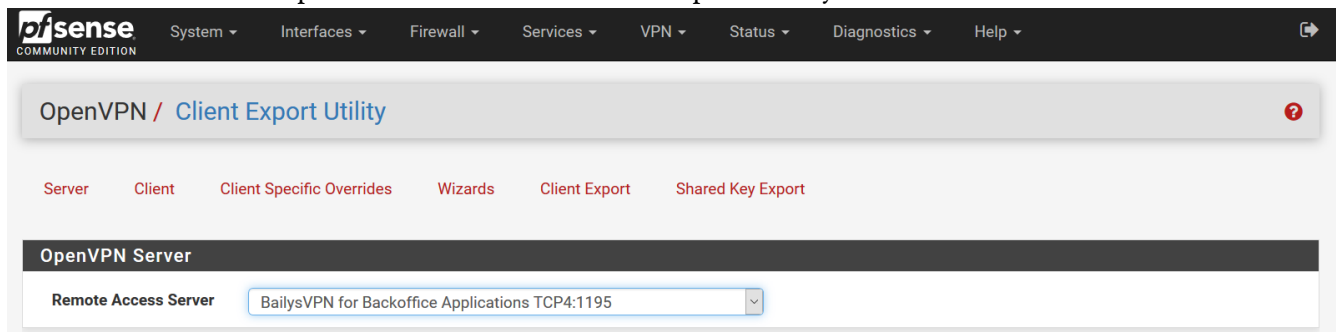 pfsense System Interfaces Firewall Services VPN Status Diagnostics Help
COMMUNITY EDITION
OpenVPN / Client Export Utility
Server Client Client Specific Overrides Wizards Client Export Shared Key Export
OpenVPN Server
Remote Access Server BailysVPN for Backoffice Applications TCP4:1195